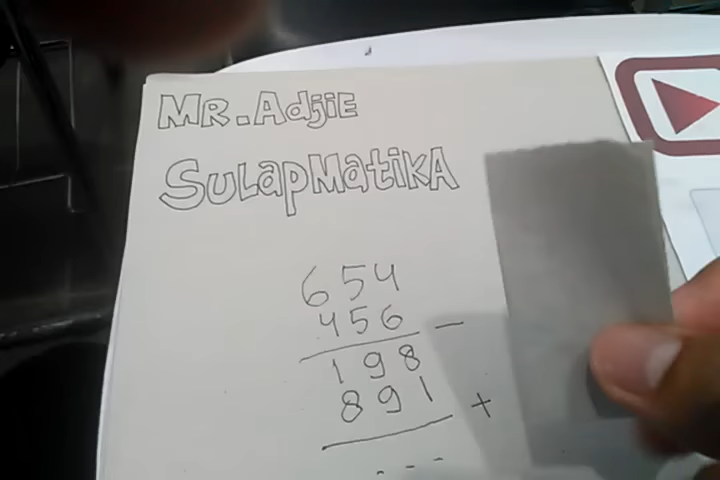 MR. AdjiE
SuLapMatikA
654
456 −
198
891 +
---